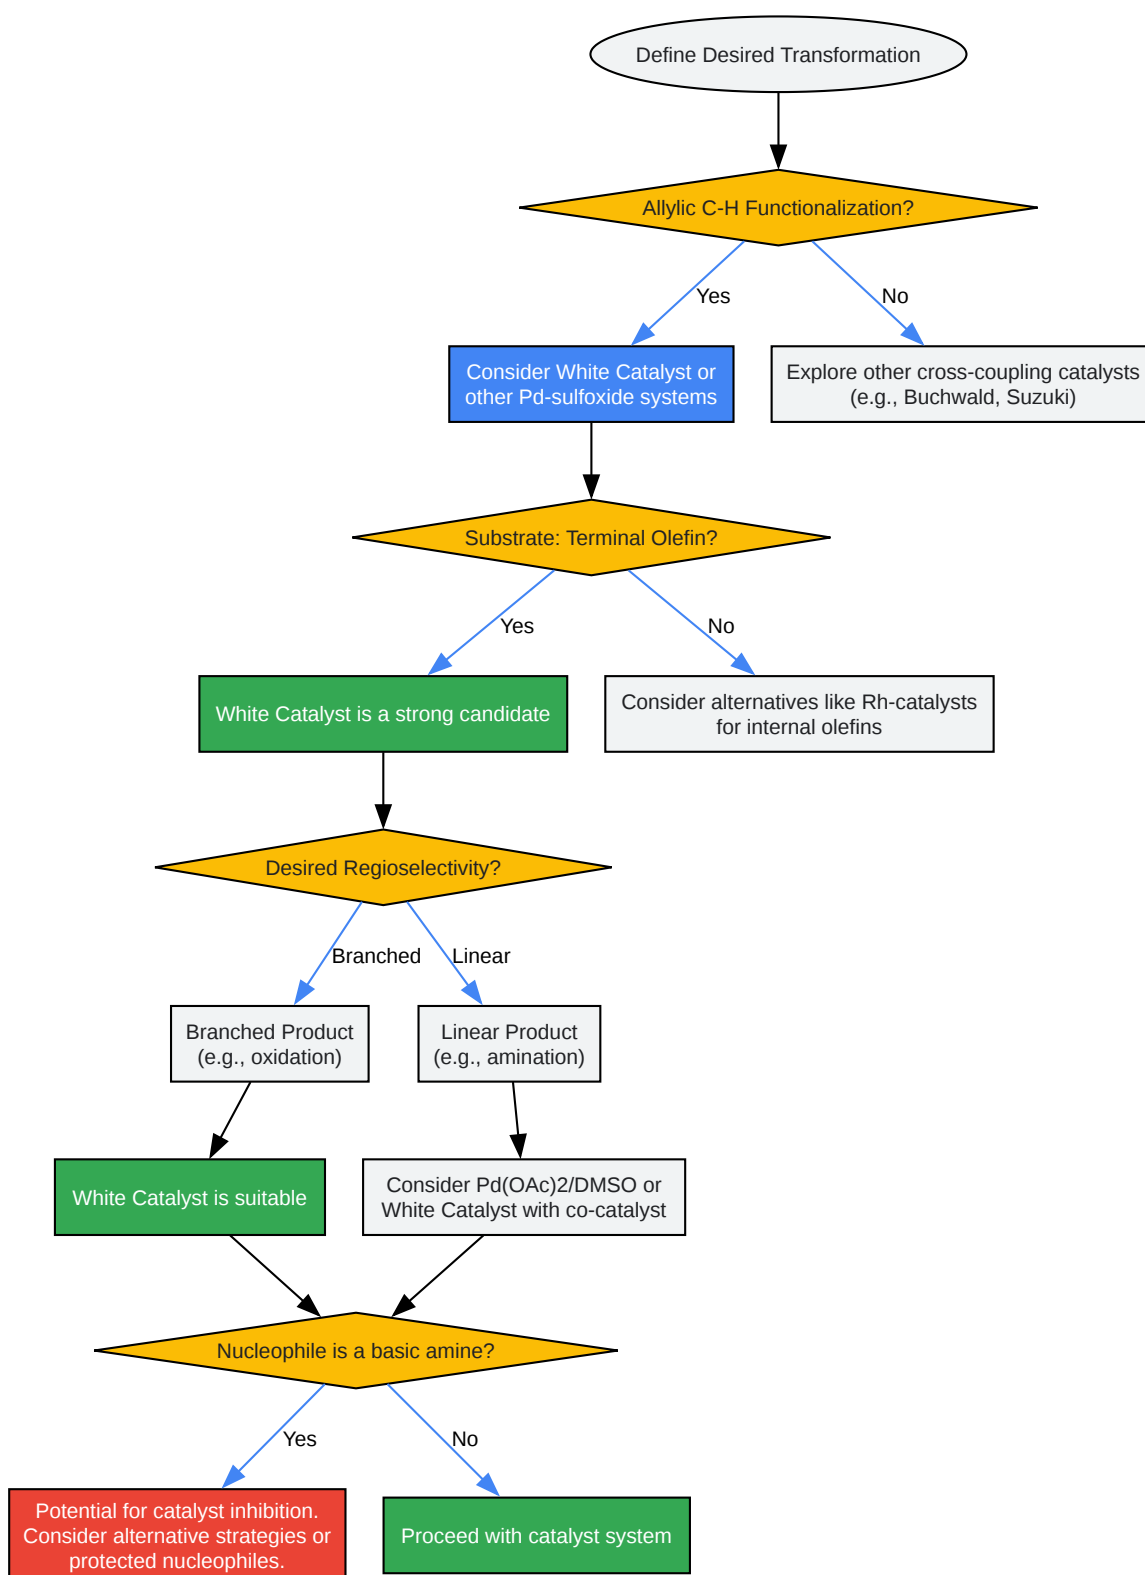 Define Desired Transformation
Allylic C-H Functionalization?
Yes
No
Consider White Catalyst or
other Pd-sulfoxide systems
Explore other cross-coupling catalysts
(e.g., Buchwald, Suzuki)
Substrate: Terminal Olefin?
Yes
No
White Catalyst is a strong candidate
Consider alternatives like Rh-catalysts
for internal olefins
Desired Regioselectivity?
Branched
Linear
Branched Product
(e.g., oxidation)
Linear Product
(e.g., amination)
White Catalyst is suitable
Consider Pd(OAc)2/DMSO or
White Catalyst with co-catalyst
Nucleophile is a basic amine?
Yes
No
Potential for catalyst inhibition.
Consider alternative strategies or
protected nucleophiles.
Proceed with catalyst system